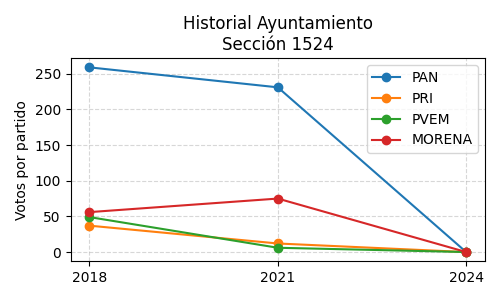 Historial Ayuntamiento
Sección 1524
Votos por partido
250
200
150
100
50
0
2018
2021
2024
PAN
PRI
PVEM
MORENA